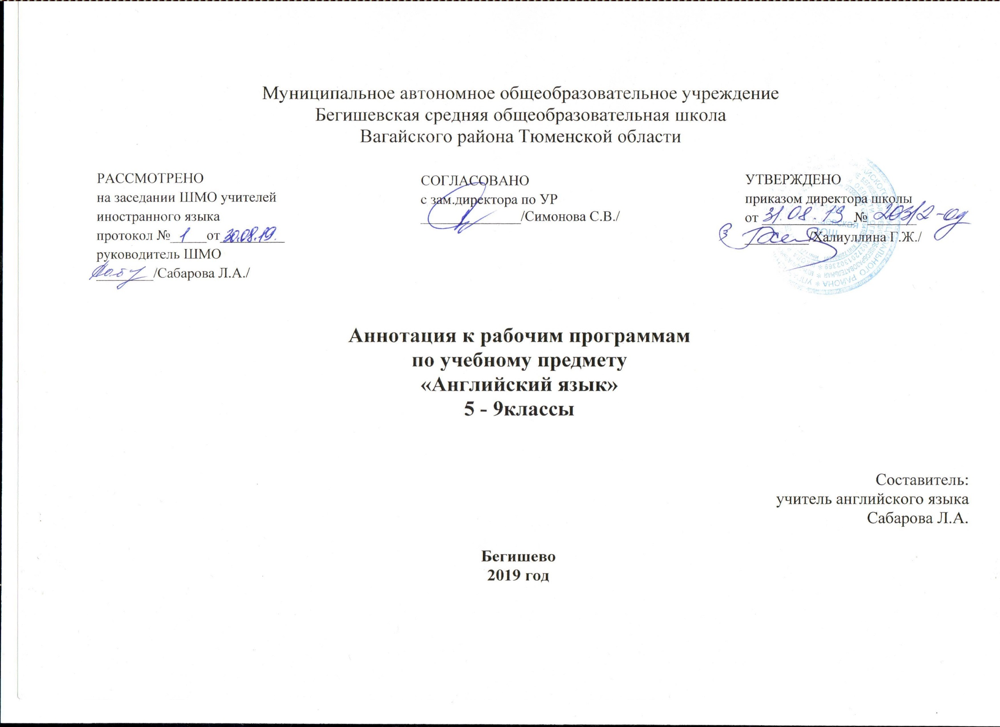 Муниципальное автономное общеобразовательное учреждение
Бегишевская средняя общеобразовательная школа
Вагайского района Тюменской области
РАССМОТРЕНО
на заседании ШМО учителей
иностранного языка
протокол № 1 от 30.08.19.
руководитель ШМО
/Сабарова Л.А./
СОГЛАСОВАНО
с зам.директора по УР
/Симонова С.В./
УТВЕРЖДЕНО
приказом директора школы
от 31.08.19 № 203/2-од
/Халиуллина Г.Ж./
Аннотация к рабочим программам
по учебному предмету
«Английский язык»
5 - 9классы
Составитель:
учитель английского языка
Сабарова Л.А.
Бегишево
2019 год